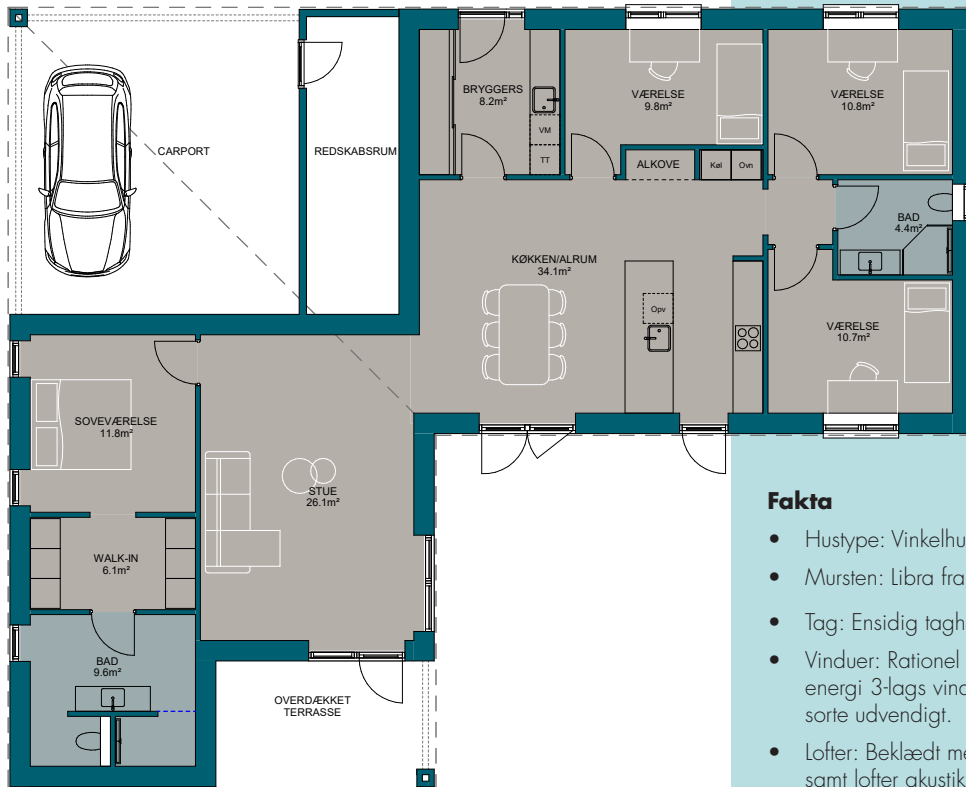 BRYGGERS
8.2m²
VM
TT
VÆRELSE
9.8m²
VÆRELSE
10.8m²
CARPORT
REDSKABSRUM
ALKOVE
Køl
Ovn
BAD
4.4m²
KØKKEN/ALRUM
34.1m²
Opv
VÆRELSE
10.7m²
SOVEVÆRELSE
11.8m²
STUE
26.1m²
WALK-IN
6.1m²
BAD
9.6m²
OVERDÆKKET
TERRASSE
Fakta
• Hustype: Vinkelhu
• Mursten: Libra fra
• Tag: Ensidig tagh
• Vinduer: Rationel
energi 3-lags vind
sorte udvendigt.
• Lofter: Beklædt me
samt lofter akustik